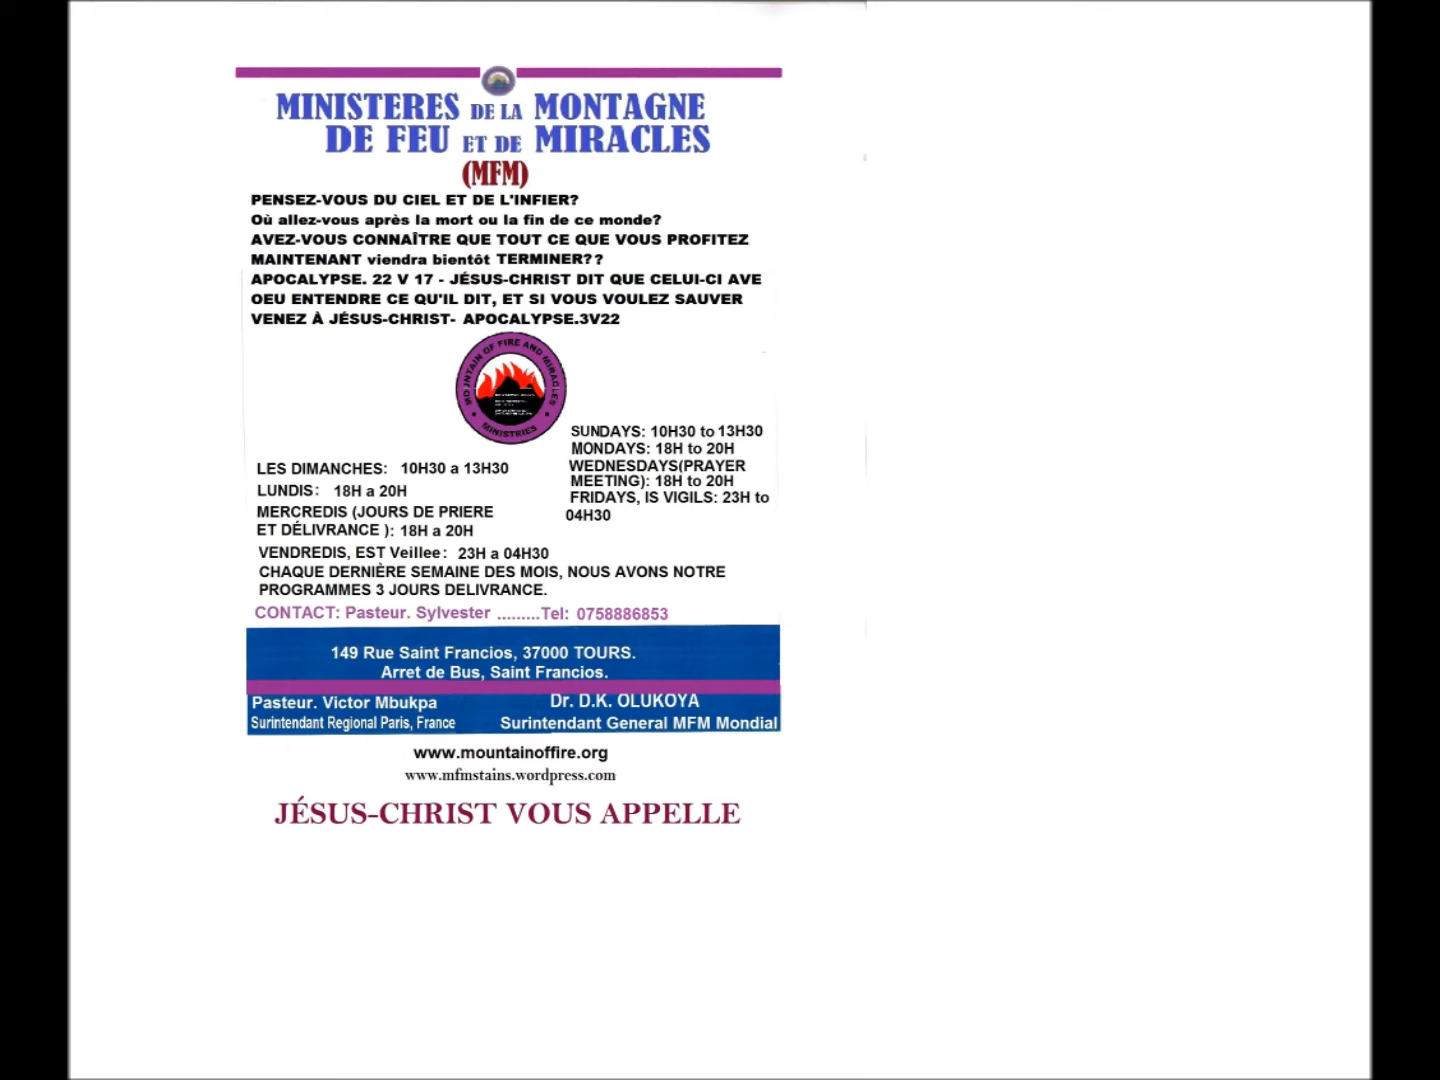 MINISTERES DE LA MONTAGNE
DE FEU ET DE MIRACLES
(MFM)
PENSEZ-VOUS DU CIEL ET DE L'INFIER?
Où allez-vous après la mort ou la fin de ce monde?
AVEZ-VOUS CONNAÎTRE QUE TOUT CE QUE VOUS PROFITEZ
MAINTENANT viendra bientôt TERMINER??
APOCALYPSE. 22 V 17 - JÉSUS-CHRIST DIT QUE CELUI-CI AVE
OEU ENTENDRE CE QU'IL DIT, ET SI VOUS VOULEZ SAUVER
VENEZ À JÉSUS-CHRIST- APOCALYPSE.3V22
MOUNTAIN OF FIRE AND MIRACLES
MINISTRIES
LES DIMANCHES: 10H30 a 13H30
LUNDIS: 18H a 20H
MERCREDIS (JOURS DE PRIERE
ET DÉLIVRANCE ): 18H a 20H
VENDREDIS, EST Veillee: 23H a 04H30
SUNDAYS: 10H30 to 13H30
MONDAYS: 18H to 20H
WEDNESDAYS(PRAYER
MEETING): 18H to 20H
FRIDAYS, IS VIGILS: 23H to
04H30
CHAQUE DERNIÈRE SEMAINE DES MOIS, NOUS AVONS NOTRE
PROGRAMMES 3 JOURS DELIVRANCE.
CONTACT: Pasteur. Sylvester .........Tel: 0758886853
149 Rue Saint Francios, 37000 TOURS.
Arret de Bus, Saint Francios.
Pasteur. Victor Mbukpa
Surintendant Regional Paris, France
Dr. D.K. OLUKOYA
Surintendant General MFM Mondial
www.mountainoffire.org
www.mfmstains.wordpress.com
JÉSUS-CHRIST VOUS APPELLE